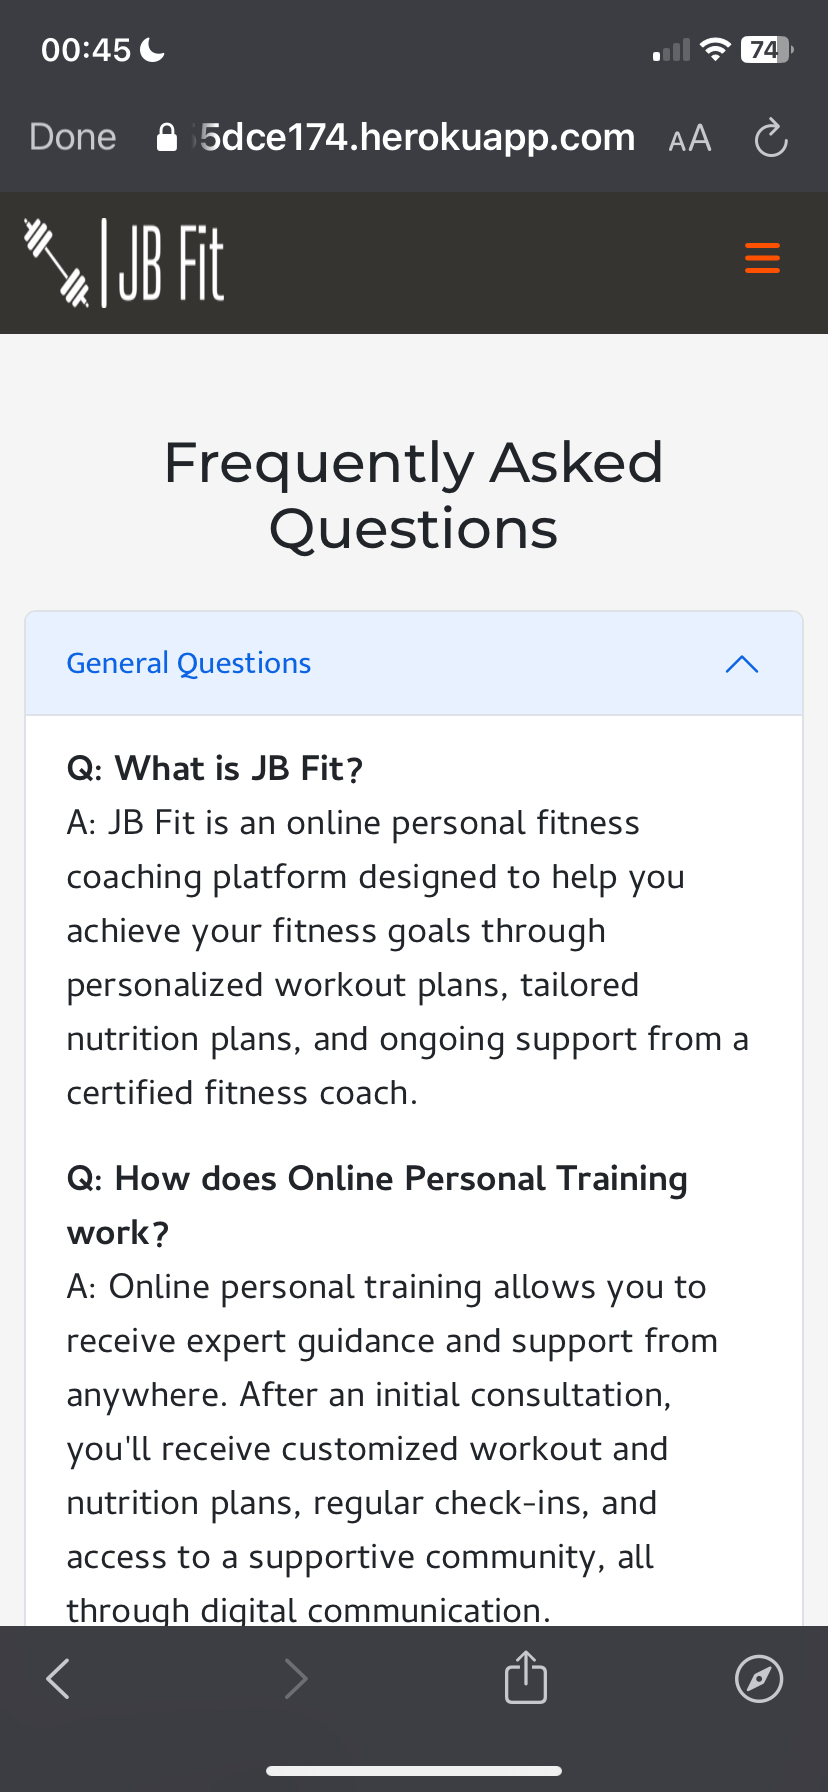 00:45
74
Done
5dce174.herokuapp.com
AA
JB Fit
Frequently Asked
Questions
General Questions
Q: What is JB Fit?
A: JB Fit is an online personal fitness
coaching platform designed to help you
achieve your fitness goals through
personalized workout plans, tailored
nutrition plans, and ongoing support from a
certified fitness coach.
Q: How does Online Personal Training
work?
A: Online personal training allows you to
receive expert guidance and support from
anywhere. After an initial consultation,
you'll receive customized workout and
nutrition plans, regular check-ins, and
access to a supportive community, all
through digital communication.